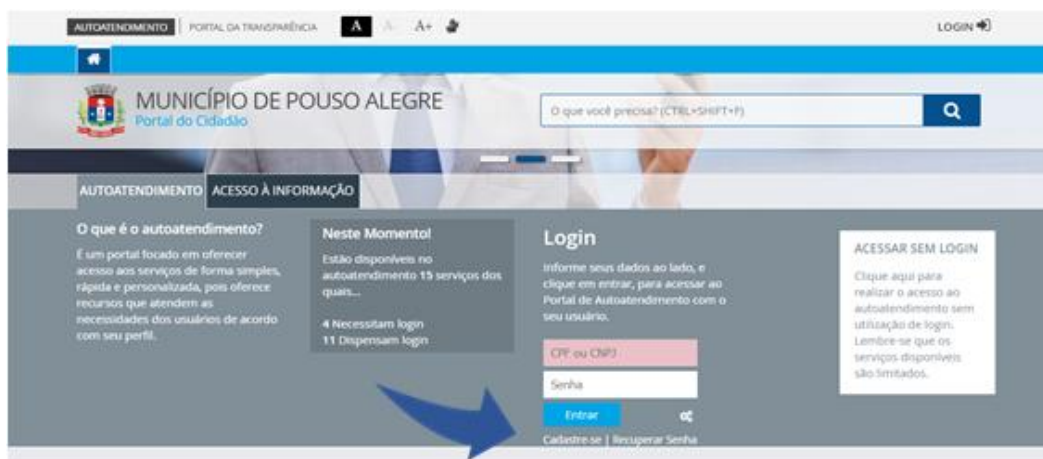 AUTOATENDIMENTO PORTAL DA TRANSPARÊNCIA A A- A+ LOGIN
MUNICÍPIO DE POUSO ALEGRE
Portal do Cidadão
O que você precisa? (CTRL+SHIFT+F)
AUTOATENDIMENTO ACESSO À INFORMAÇÃO
O que é o autoatendimento?
É um portal focado em oferecer
acesso aos serviços de forma simples,
rápida e personalizada, pois oferece
recursos que atendem as
necessidades dos usuários de acordo
com seu perfil.
Neste Momento!
Estão disponíveis no
autoatendimento 15 serviços dos
quais...
4 Necessitam login
11 Dispensam login
Login
Informe seus dados ao lado, e
clique em entrar, para acessar ao
Portal de Autoatendimento com o
seu usuário.
CPF ou CNPJ
Senha
Entrar
Cadastre-se | Recuperar Senha
ACESSAR SEM LOGIN
Clique aqui para
realizar o acesso ao
autoatendimento sem
utilização de login.
Lembre-se que os
serviços disponíveis
são limitados.